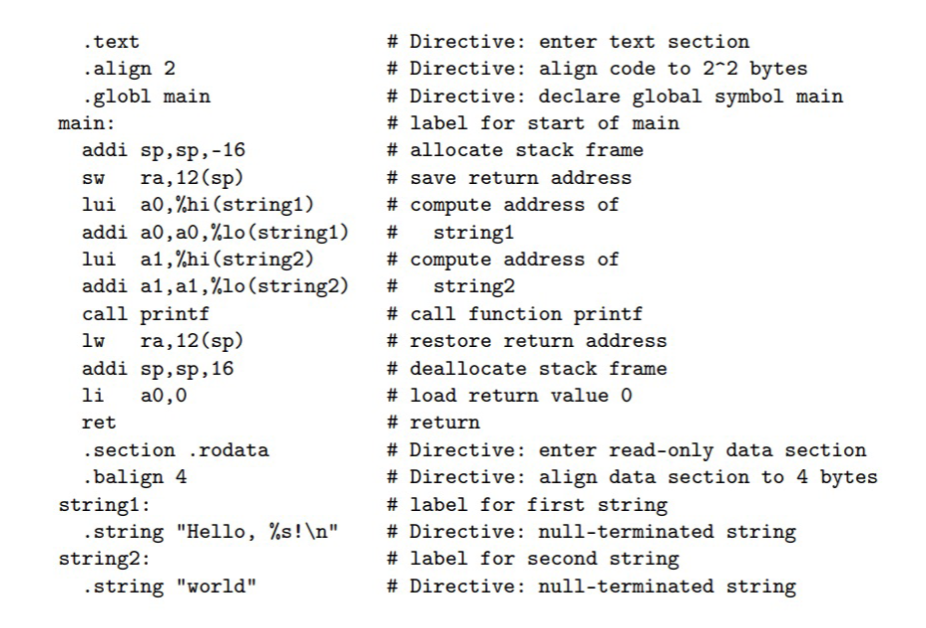 .text # Directive: enter text section
.align 2 # Directive: align code to 2^2 bytes
.globl main # Directive: declare global symbol main
main: # label for start of main
addi sp,sp,-16 # allocate stack frame
sw ra,12(sp) # save return address
lui a0,%hi(string1) # compute address of
addi a0,a0,%lo(string1) # string1
lui a1,%hi(string2) # compute address of
addi a1,a1,%lo(string2) # string2
call printf # call function printf
lw ra,12(sp) # restore return address
addi sp,sp,16 # deallocate stack frame
li a0,0 # load return value 0
ret # return
.section .rodata # Directive: enter read-only data section
.balign 4 # Directive: align data section to 4 bytes
string1: # label for first string
.string "Hello, %s!\n" # Directive: null-terminated string
string2: # label for second string
.string "world" # Directive: null-terminated string